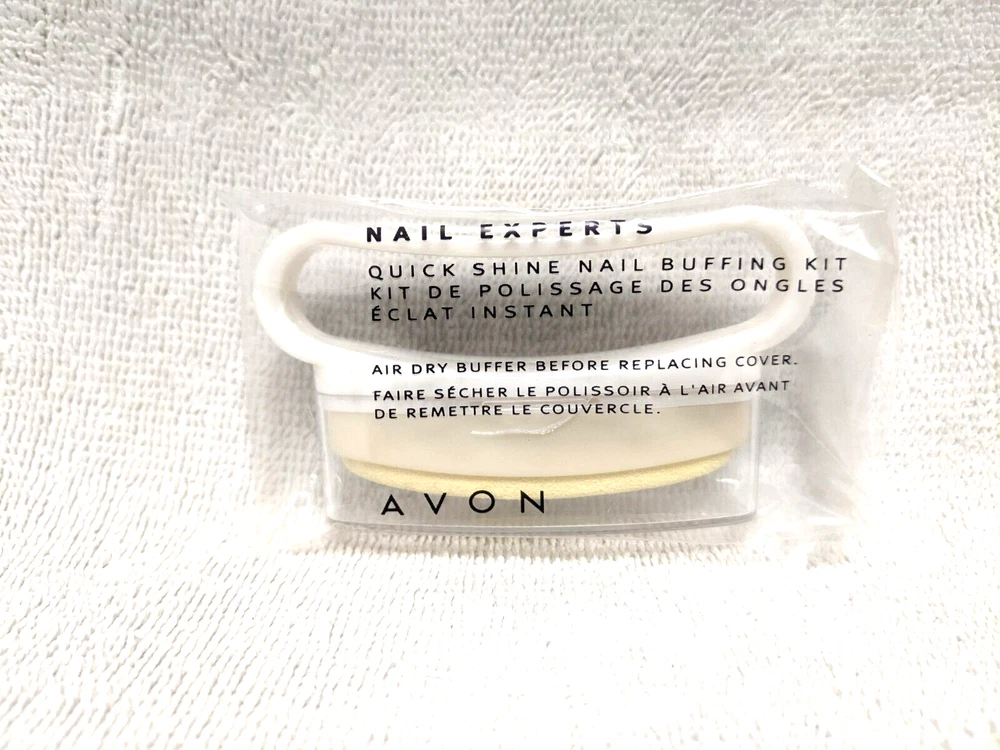 NAIL EXPERTS
QUICK SHINE NAIL BUFFING KIT
KIT DE POLISSAGE DES ONGLES
ÉCLAT INSTANT
AIR DRY BUFFER BEFORE REPLACING COVER.
FAIRE SÉCHER LE POLISSOIR À L'AIR AVANT
DE REMETTRE LE COUVERCLE.
AVON